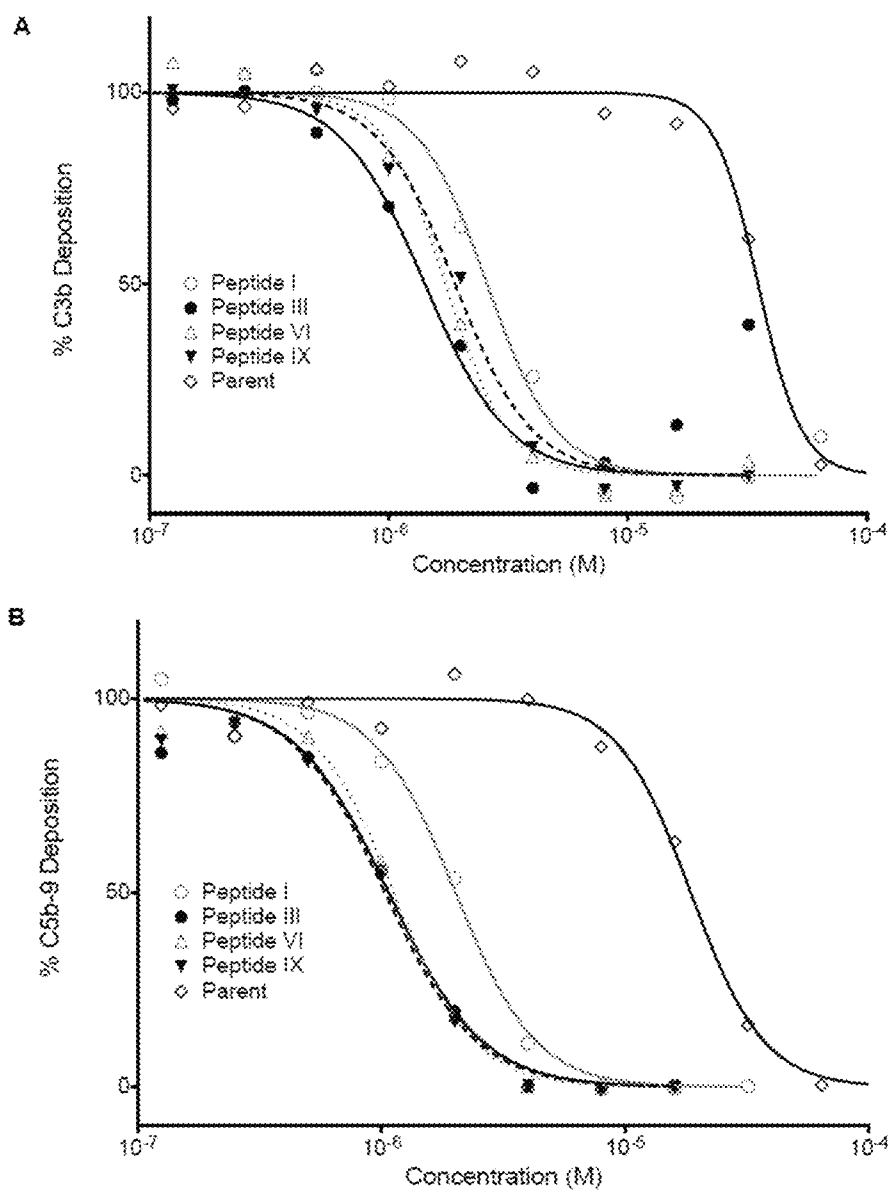 A
% C3b Deposition
100
50
0
Peptide I
Peptide III
Peptide VI
Peptide IX
Parent
10-7
10-6
10-5
10-4
Concentration (M)
B
% C5b-9 Deposition
100
50
0
Peptide I
Peptide III
Peptide VI
Peptide IX
Parent
10-7
10-6
10-5
10-4
Concentration (M)